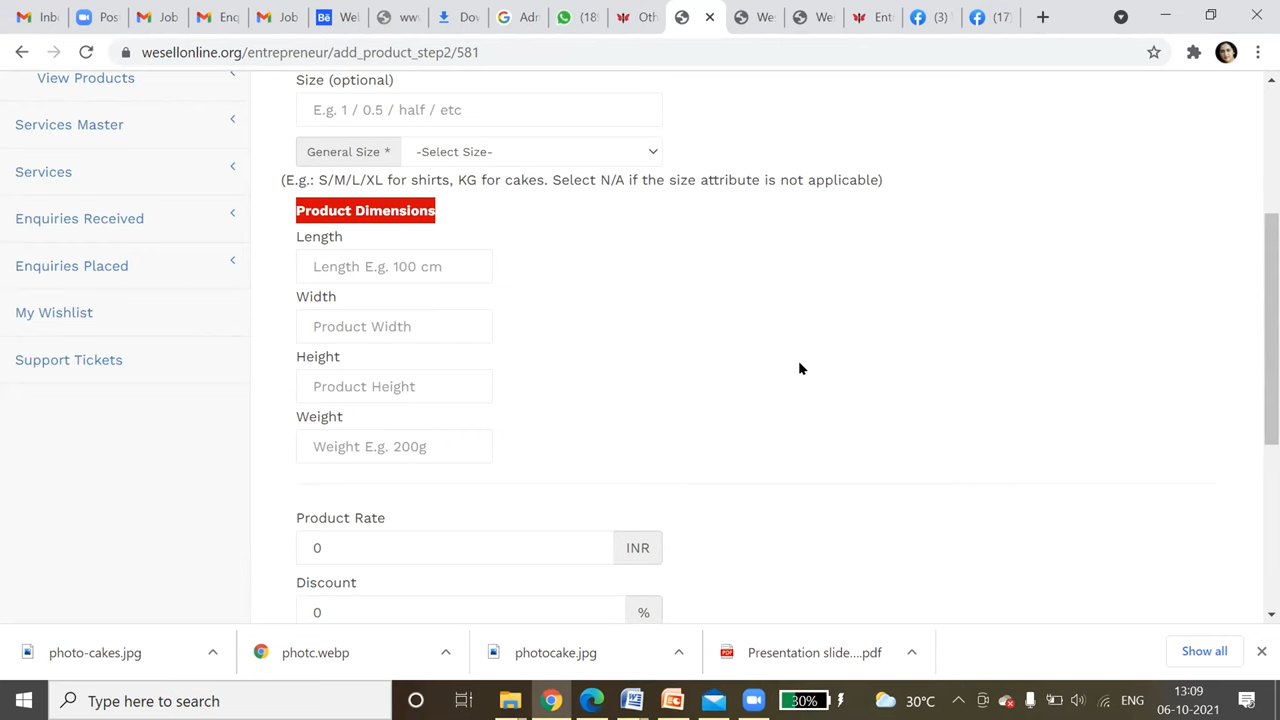 Inb
Pos
Job
Enq
Job
Wel
www
Dov
Adr
(18
Oth
We
We
Ent
(3)
(17)
wesellonline.org/entrepreneur/add_product_step2/581
View Products
Services Master
Services
Enquiries Received
Enquiries Placed
My Wishlist
Support Tickets
Size (optional)
E.g. 1 / 0.5 / half / etc
General Size * -Select Size-
(E.g.: S/M/L/XL for shirts, KG for cakes. Select N/A if the size attribute is not applicable)
Product Dimensions
Length
Length E.g. 100 cm
Width
Product Width
Height
Product Height
Weight
Weight E.g. 200g
Product Rate
0 INR
Discount
0 %
photo-cakes.jpg
photc.webp
photocake.jpg
Presentation slide....pdf
Show all
Type here to search
30%
30°C
ENG
13:09
06-10-2021